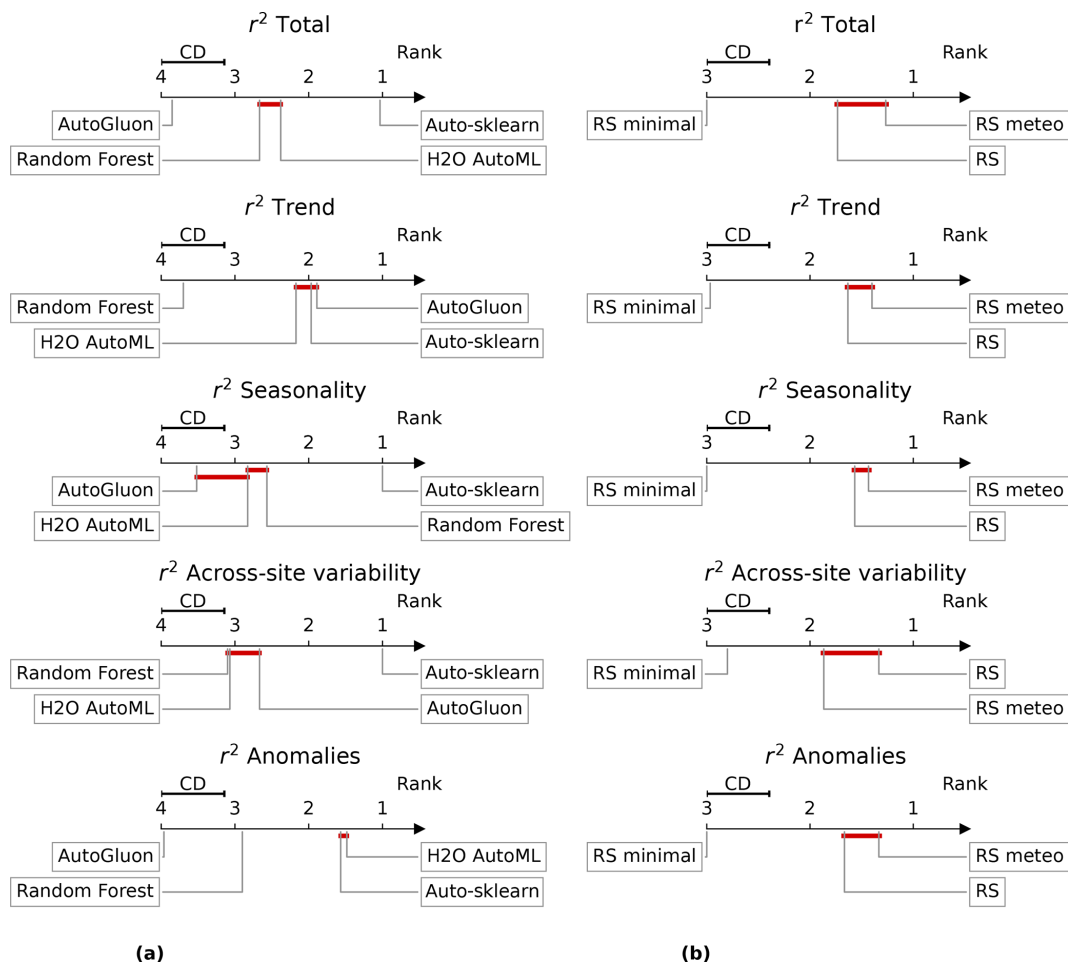 r² Total
CD
Rank
4 3 2 1
AutoGluon
Auto-sklearn
Random Forest
H2O AutoML
r² Trend
CD
Rank
4 3 2 1
Random Forest
AutoGluon
H2O AutoML
Auto-sklearn
r² Seasonality
CD
Rank
4 3 2 1
AutoGluon
Auto-sklearn
H2O AutoML
Random Forest
r² Across-site variability
CD
Rank
4 3 2 1
Random Forest
Auto-sklearn
H2O AutoML
AutoGluon
r² Anomalies
CD
Rank
4 3 2 1
AutoGluon
H2O AutoML
Random Forest
Auto-sklearn
(a)
r² Total
CD
Rank
3 2 1
RS minimal
RS meteo
RS
r² Trend
CD
Rank
3 2 1
RS minimal
RS meteo
RS
r² Seasonality
CD
Rank
3 2 1
RS minimal
RS meteo
RS
r² Across-site variability
CD
Rank
3 2 1
RS minimal
RS
RS meteo
r² Anomalies
CD
Rank
3 2 1
RS minimal
RS meteo
RS
(b)